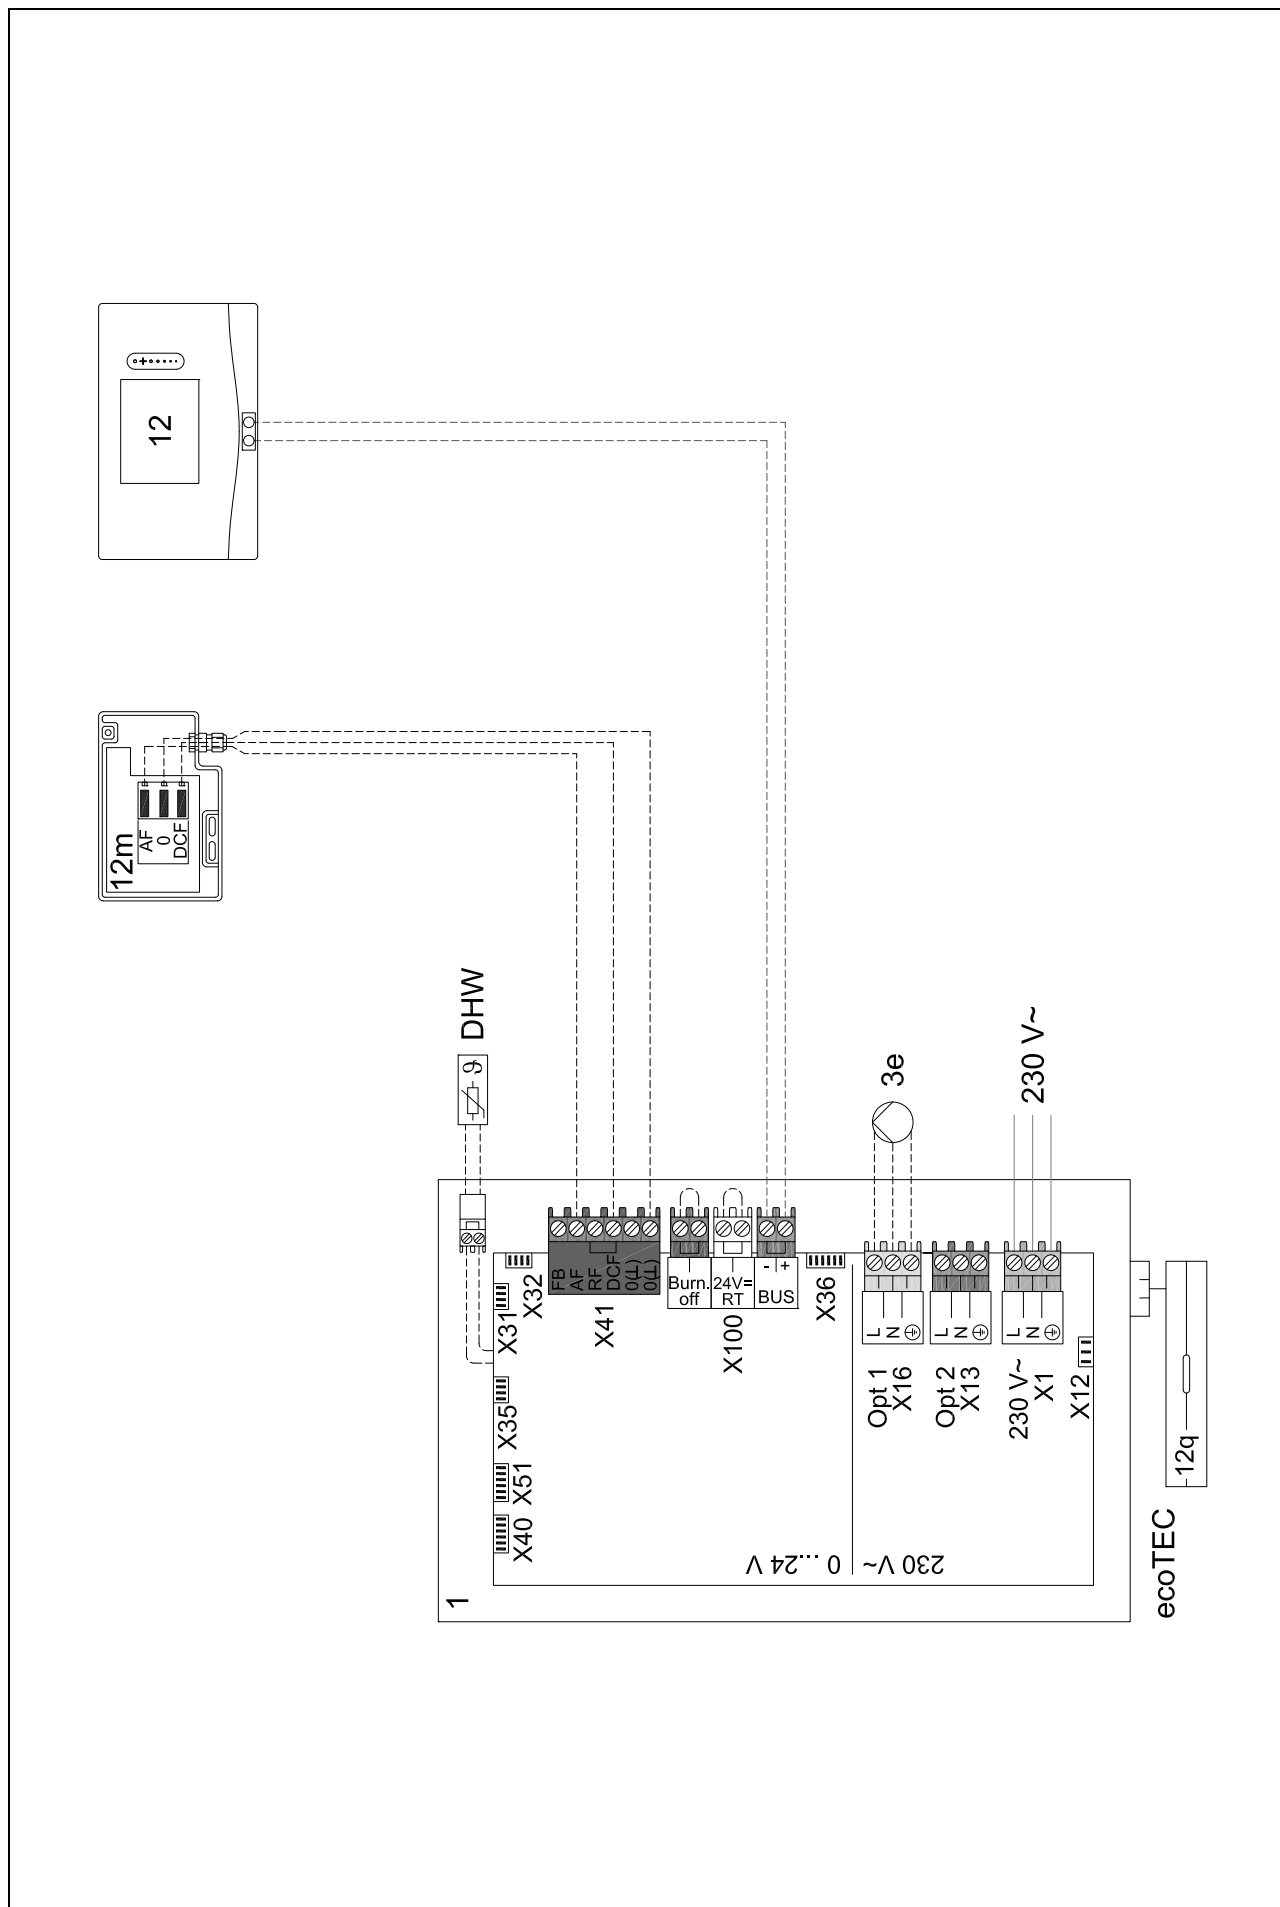 12
12m
AF
0
DCF
DHW
ϑ
3e
230 V~
1
X32
X31
X35
X51
X40
FB
AF
RF
DCF
0(⊥)
0(⊥)
X41
Burn.
off
24V=
RT
X100
- +
BUS
X36
L
N
Opt 1
X16
L
N
Opt 2
X13
L
N
230 V~
X1
X12
0...24 V
230 V~
12q
ecoTEC